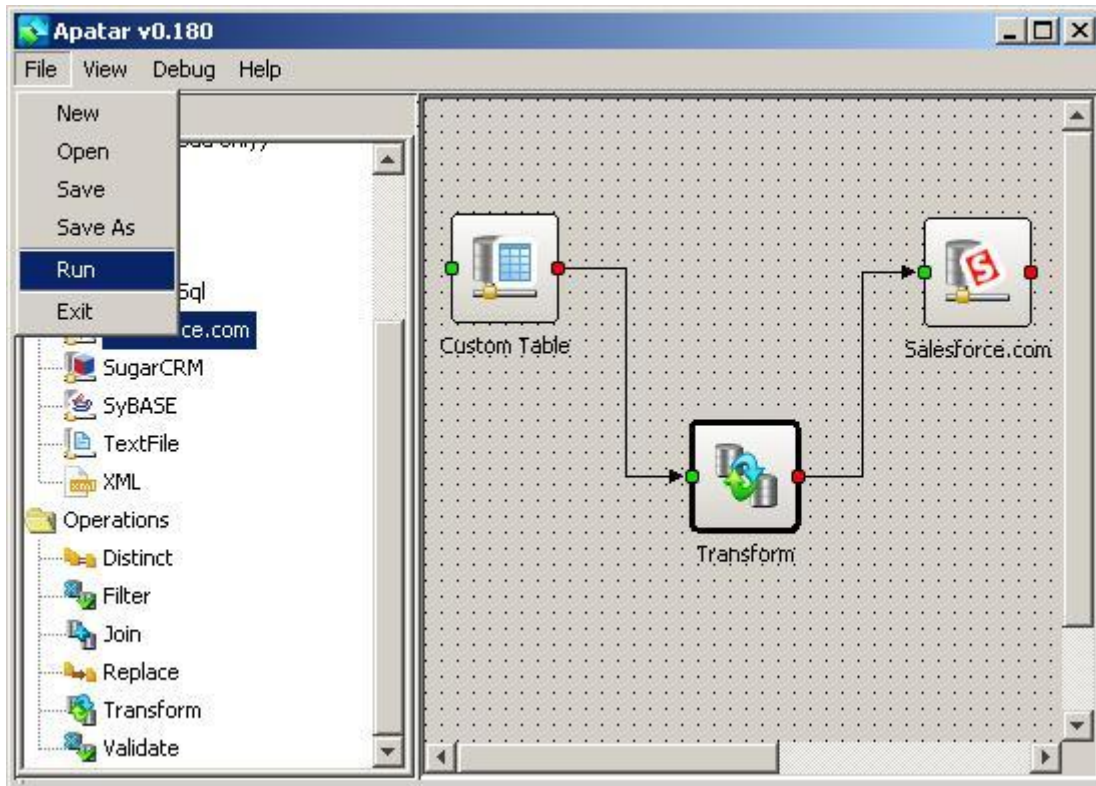 Apatar v0.180
File View Debug Help
New
Open
Save
Save As
Run
Exit
Sql
ce.com
SugarCRM
SyBASE
TextFile
XML
Operations
Distinct
Filter
Join
Replace
Transform
Validate
Custom Table
Salesforce.com
Transform